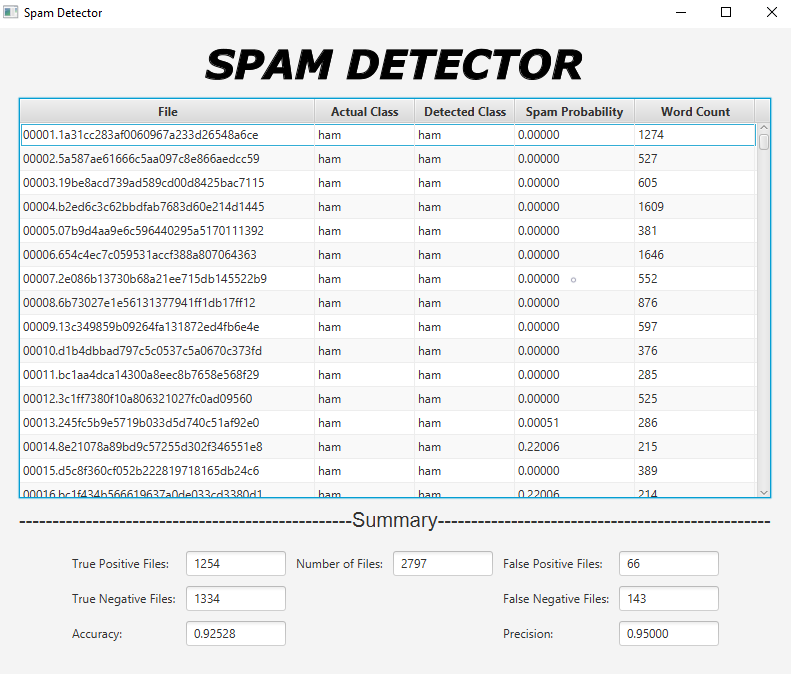 Spam Detector
SPAM DETECTOR
File Actual Class Detected Class Spam Probability Word Count
00001.1a31cc283af0060967a233d26548a6ce ham ham 0.00000 1274
00002.5a587ae61666c5aa097c8e866aedcc59 ham ham 0.00000 527
00003.19be8acd739ad589cd00d8425bac7115 ham ham 0.00000 605
00004.b2ed6c3c62bbdfab7683d60e214d1445 ham ham 0.00000 1609
00005.07b9d4aa9e6c596440295a5170111392 ham ham 0.00000 381
00006.654c4ec7c059531accf388a807064363 ham ham 0.00000 1646
00007.2e086b13730b68a21ee715db145522b9 ham ham 0.00000 552
00008.6b73027e1e56131377941ff1db17ff12 ham ham 0.00000 876
00009.13c349859b09264fa131872ed4fb6e4e ham ham 0.00000 597
00010.d1b4dbbad797c5c0537c5a0670c373fd ham ham 0.00000 376
00011.bc1aa4dca14300a8eec8b7658e568f29 ham ham 0.00000 285
00012.3c1ff7380f10a806321027fc0ad09560 ham ham 0.00000 525
00013.245fc5b9e5719b033d5d740c51af92e0 ham ham 0.00051 286
00014.8e21078a89bd9c57255d302f346551e8 ham ham 0.22006 215
00015.d5c8f360cf052b222819718165db24c6 ham ham 0.00000 389
00016.bc1f434b566619637a0de033cd3380d1 ham ham 0.22006 214
--------------------------------------------------Summary--------------------------------------------------
True Positive Files: 1254 Number of Files: 2797 False Positive Files: 66
True Negative Files: 1334 False Negative Files: 143
Accuracy: 0.92528 Precision: 0.95000